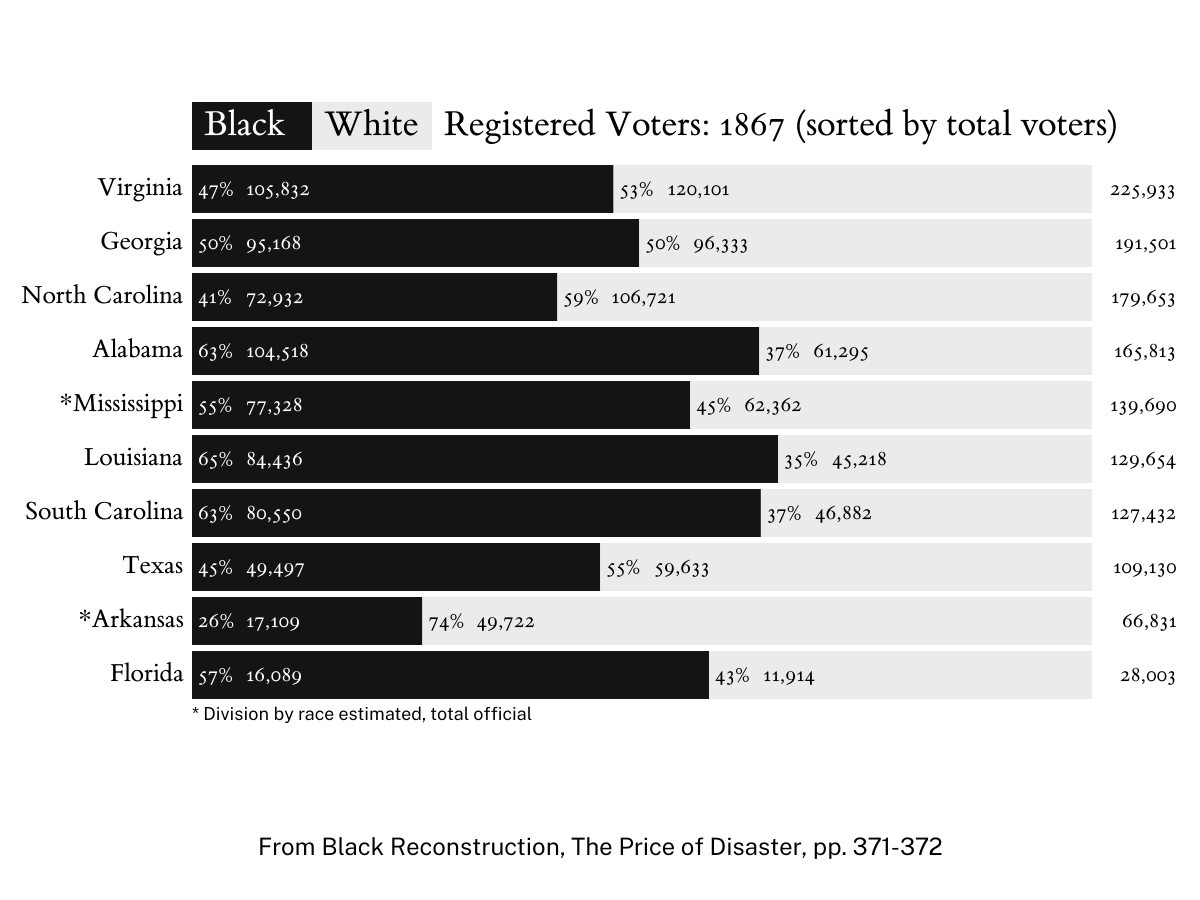 Black White Registered Voters: 1867 (sorted by total voters)
Virginia 47% 105,832 53% 120,101 225,933
Georgia 50% 95,168 50% 96,333 191,501
North Carolina 41% 72,932 59% 106,721 179,653
Alabama 63% 104,518 37% 61,295 165,813
*Mississippi 55% 77,328 45% 62,362 139,690
Louisiana 65% 84,436 35% 45,218 129,654
South Carolina 63% 80,550 37% 46,882 127,432
Texas 45% 49,497 55% 59,633 109,130
*Arkansas 26% 17,109 74% 49,722 66,831
Florida 57% 16,089 43% 11,914 28,003
* Division by race estimated, total official
From Black Reconstruction, The Price of Disaster, pp. 371-372